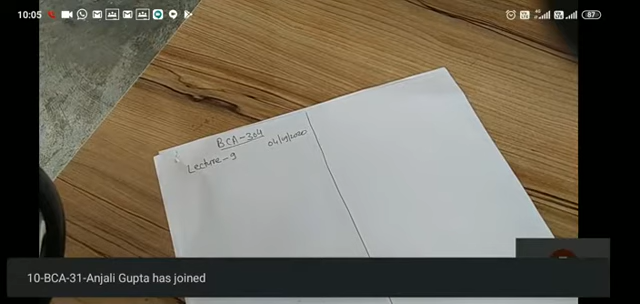 10:05
87
BCA-304
Lecture-9
04/9/2020
10-BCA-31-Anjali Gupta has joined